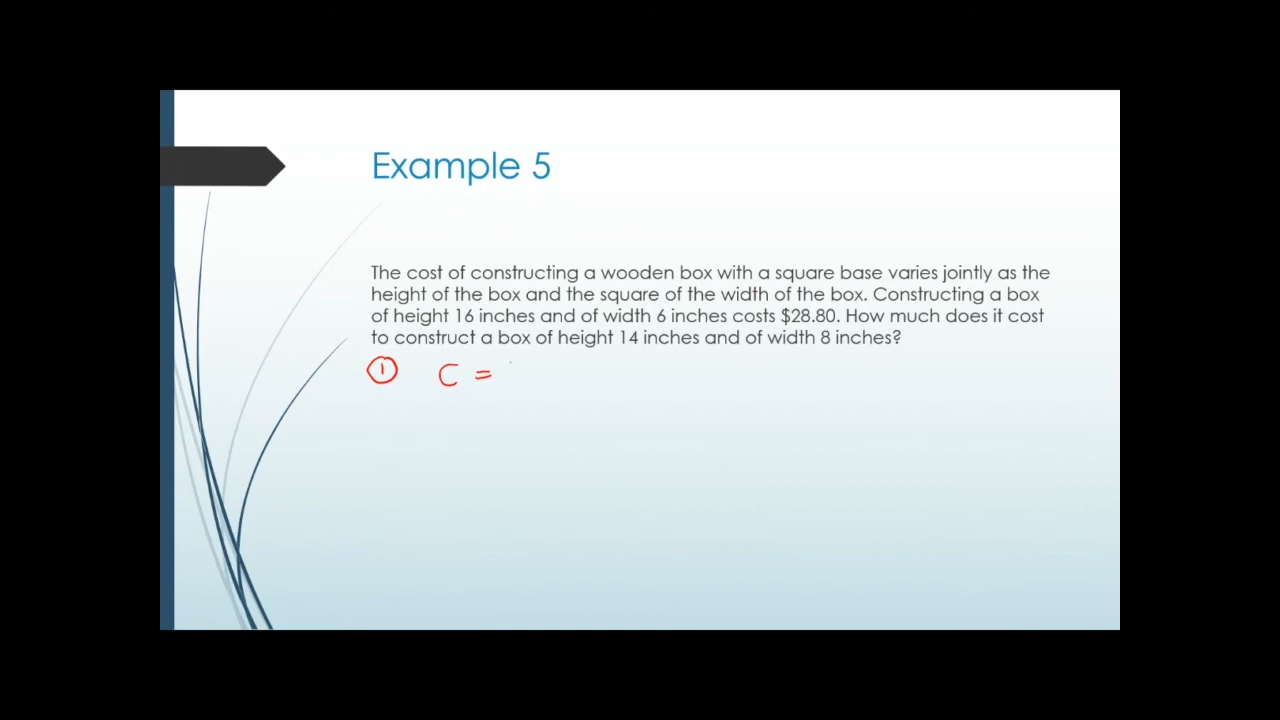 Example 5
The cost of constructing a wooden box with a square base varies jointly as the
height of the box and the square of the width of the box. Constructing a box
of height 16 inches and of width 6 inches costs $28.80. How much does it cost
to construct a box of height 14 inches and of width 8 inches?
① C =